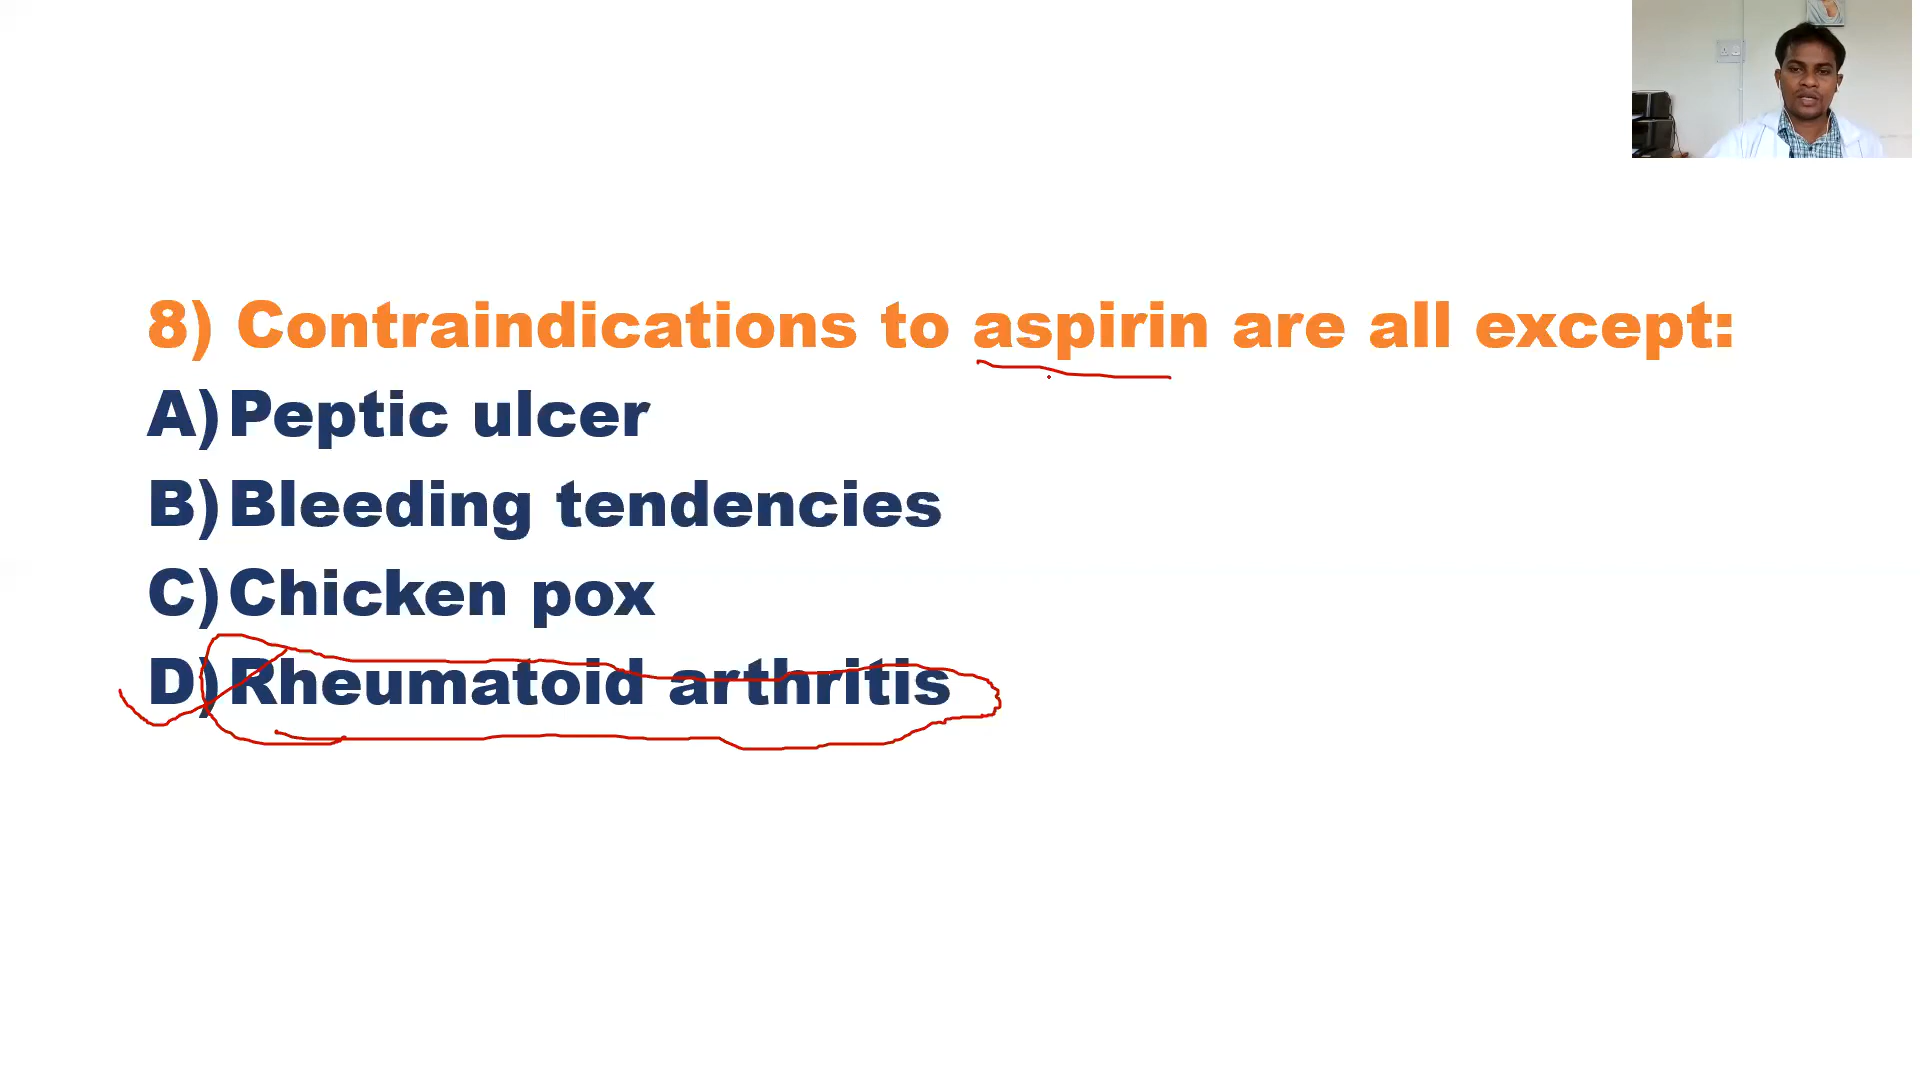 8) Contraindications to aspirin are all except:
A) Peptic ulcer
B) Bleeding tendencies
C) Chicken pox
D) Rheumatoid arthritis